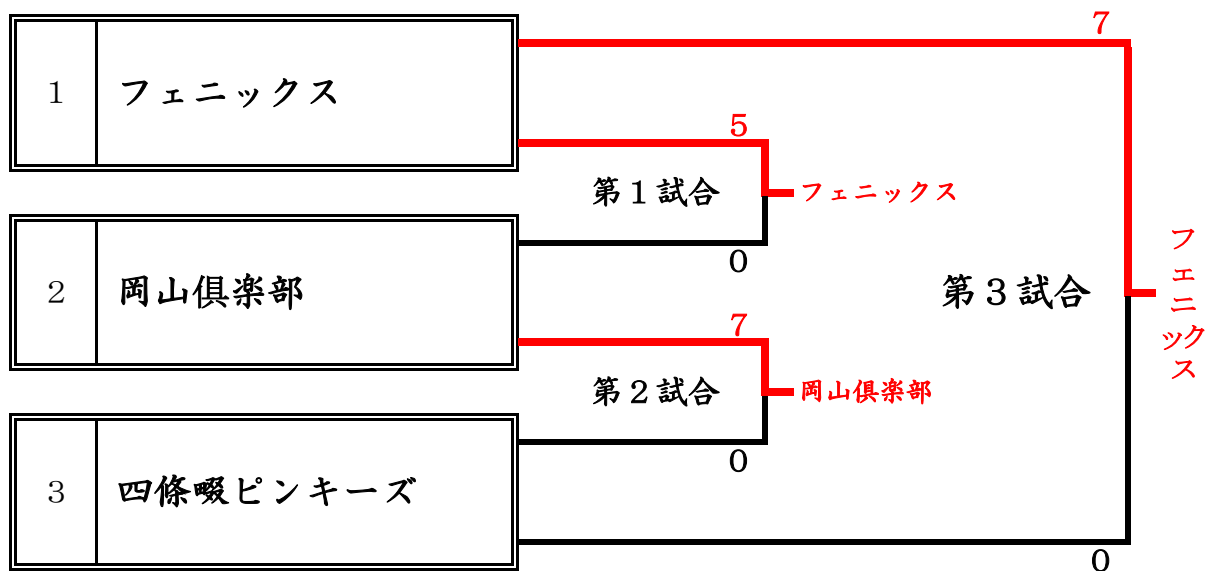 7
1 フェニックス
5
第1試合 フェニックス
0
フェニックス
2 岡山倶楽部
第3試合
7
第2試合 岡山倶楽部
0
3 四條畷ピンキーズ
0